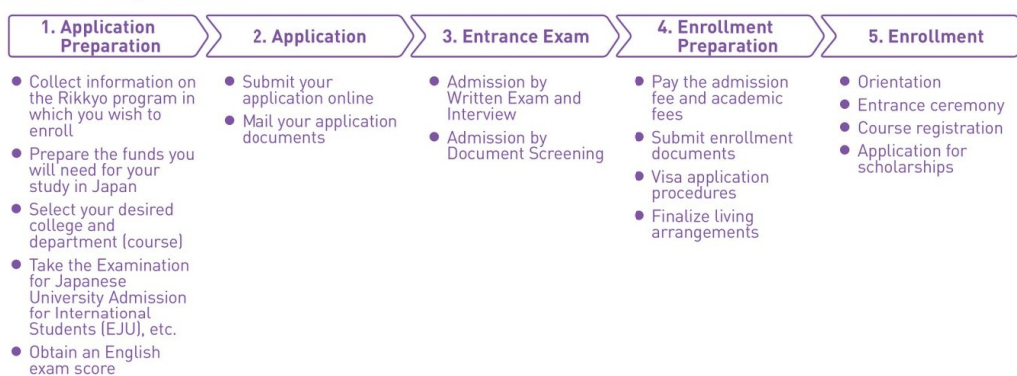 1. Application
Preparation
2. Application
3. Entrance Exam
4. Enrollment
Preparation
5. Enrollment
● Collect information on
the Rikkyo program in
which you wish to
enroll
● Prepare the funds you
will need for your
study in Japan
● Select your desired
college and
department (course)
● Take the Examination
for Japanese
University Admission
for International
Students (EJU), etc.
● Obtain an English
exam score
● Submit your
application online
● Mail your application
documents
● Admission by
Written Exam and
Interview
● Admission by
Document Screening
● Pay the admission
fee and academic
fees
● Submit enrollment
documents
● Visa application
procedures
● Finalize living
arrangements
● Orientation
● Entrance ceremony
● Course registration
● Application for
scholarships